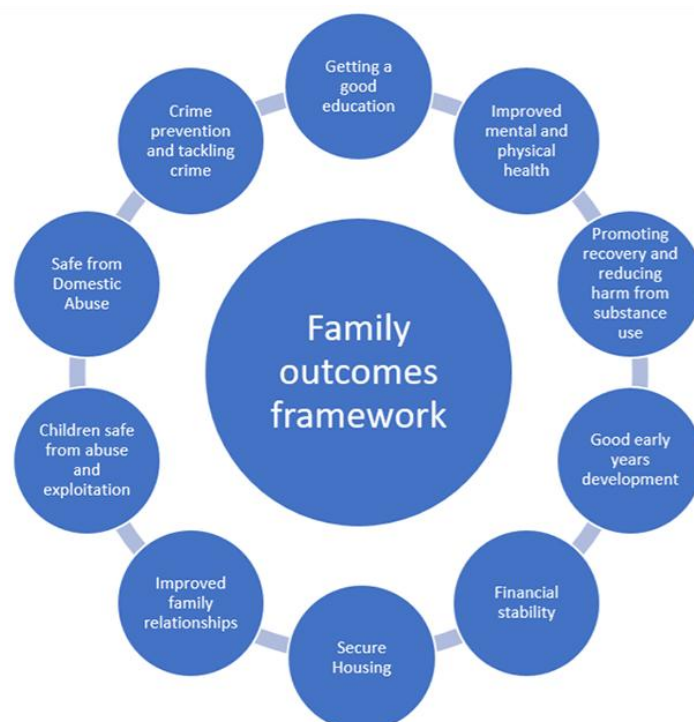 Getting a
good
education
Improved
mental and
physical
health
Promoting
recovery and
reducing
harm from
substance
use
Good early
years
development
Financial
stability
Secure
Housing
Improved
family
relationships
Children safe
from abuse
and
exploitation
Safe from
Domestic
Abuse
Crime
prevention
and tackling
crime
Family
outcomes
framework